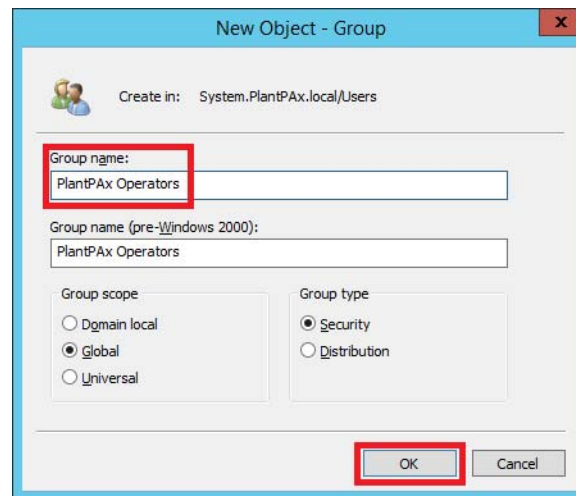 New Object - Group
x
Create in: System.PlantPAx.local/Users
Group name:
PlantPAx Operators
Group name (pre-Windows 2000):
PlantPAx Operators
Group scope
Domain local
Global
Universal
Group type
Security
Distribution
OK
Cancel